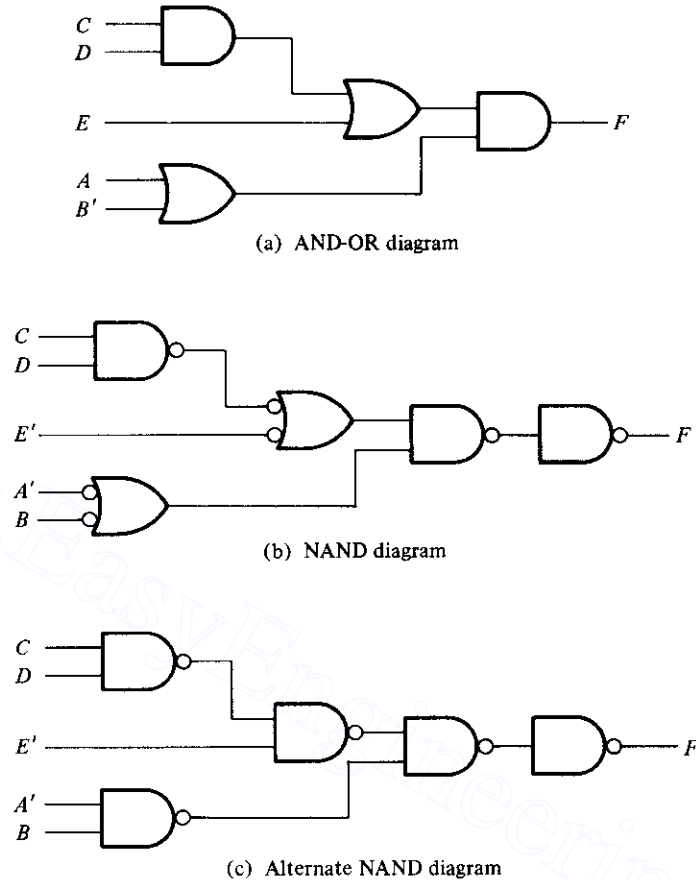 C
D
E
F
A
B'
(a) AND-OR diagram
C
D
E'
F
A'
B
(b) NAND diagram
C
D
E'
F
A'
B
(c) Alternate NAND diagram